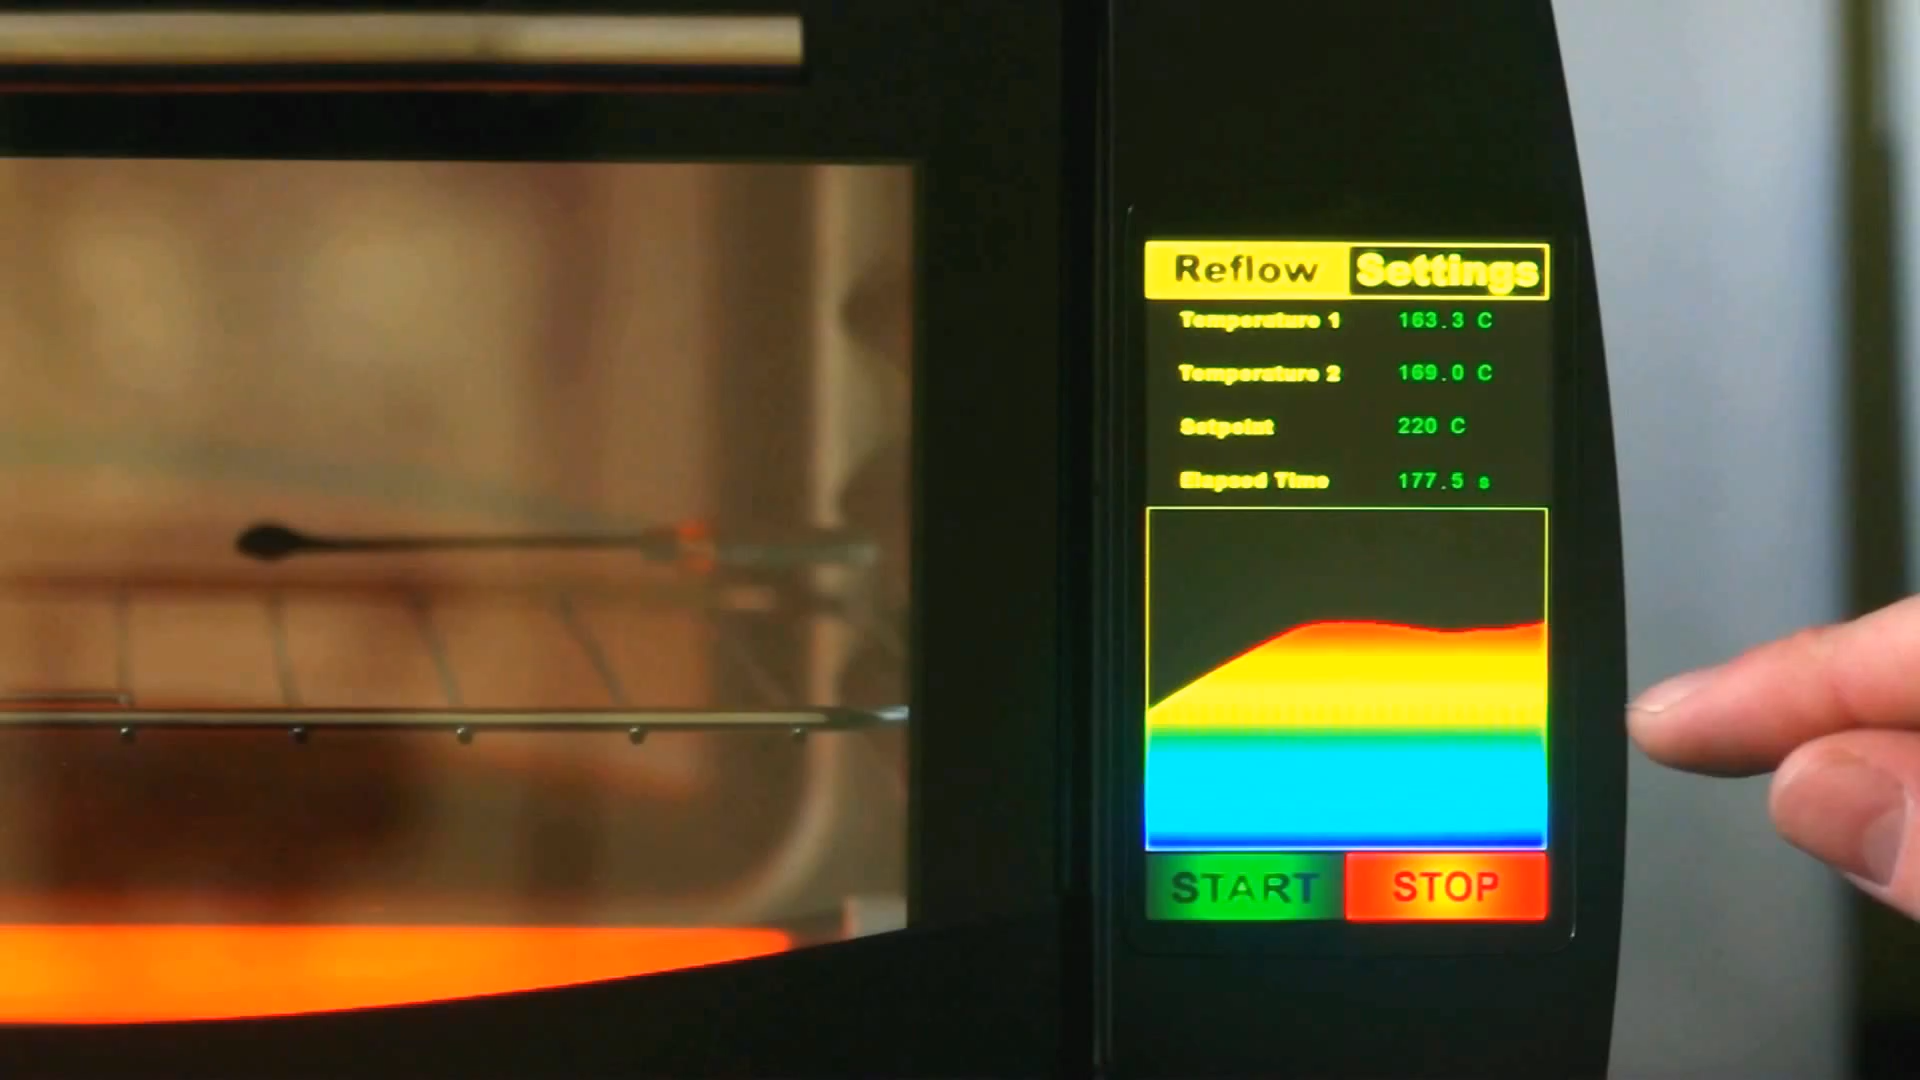 Reflow Settings
Temperature 1 163.3 C
Temperature 2 169.0 C
Setpoint 220 C
Elapsed Time 177.5 s
START STOP